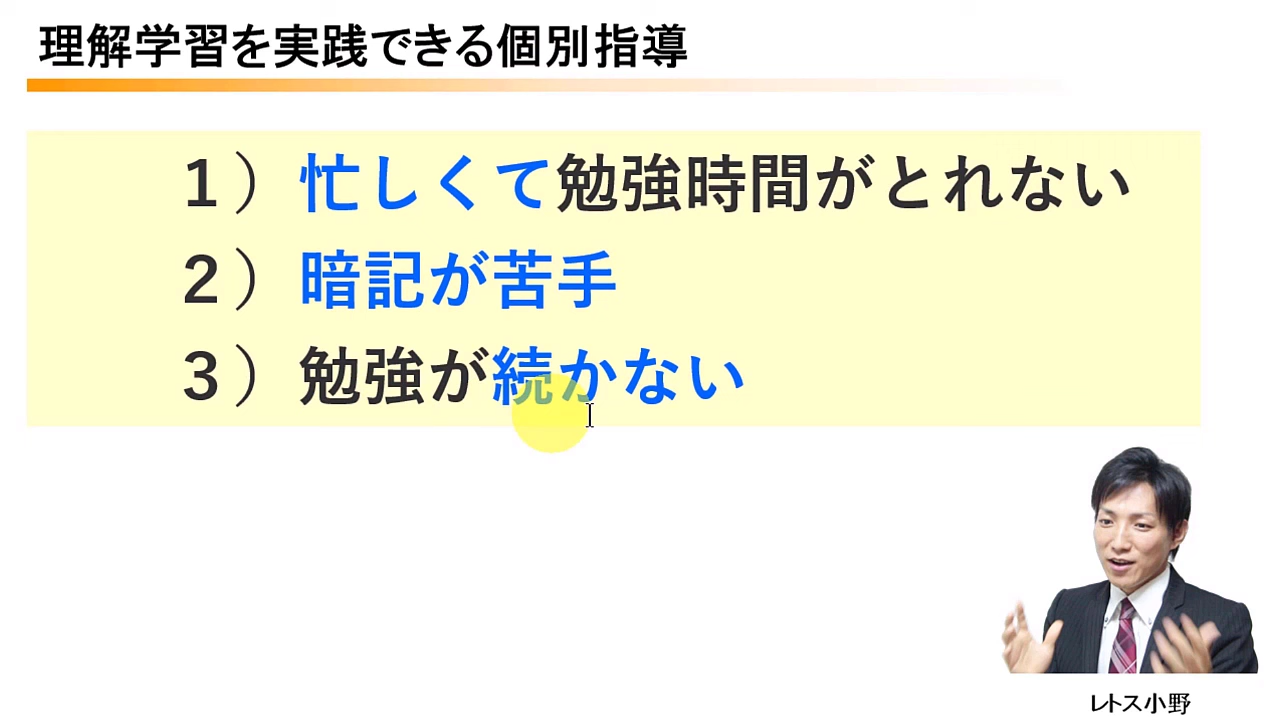 理解学習を実践できる個別指導
１）忙しくて勉強時間がとれない
２）暗記が苦手
３）勉強が続かない
レトス小野